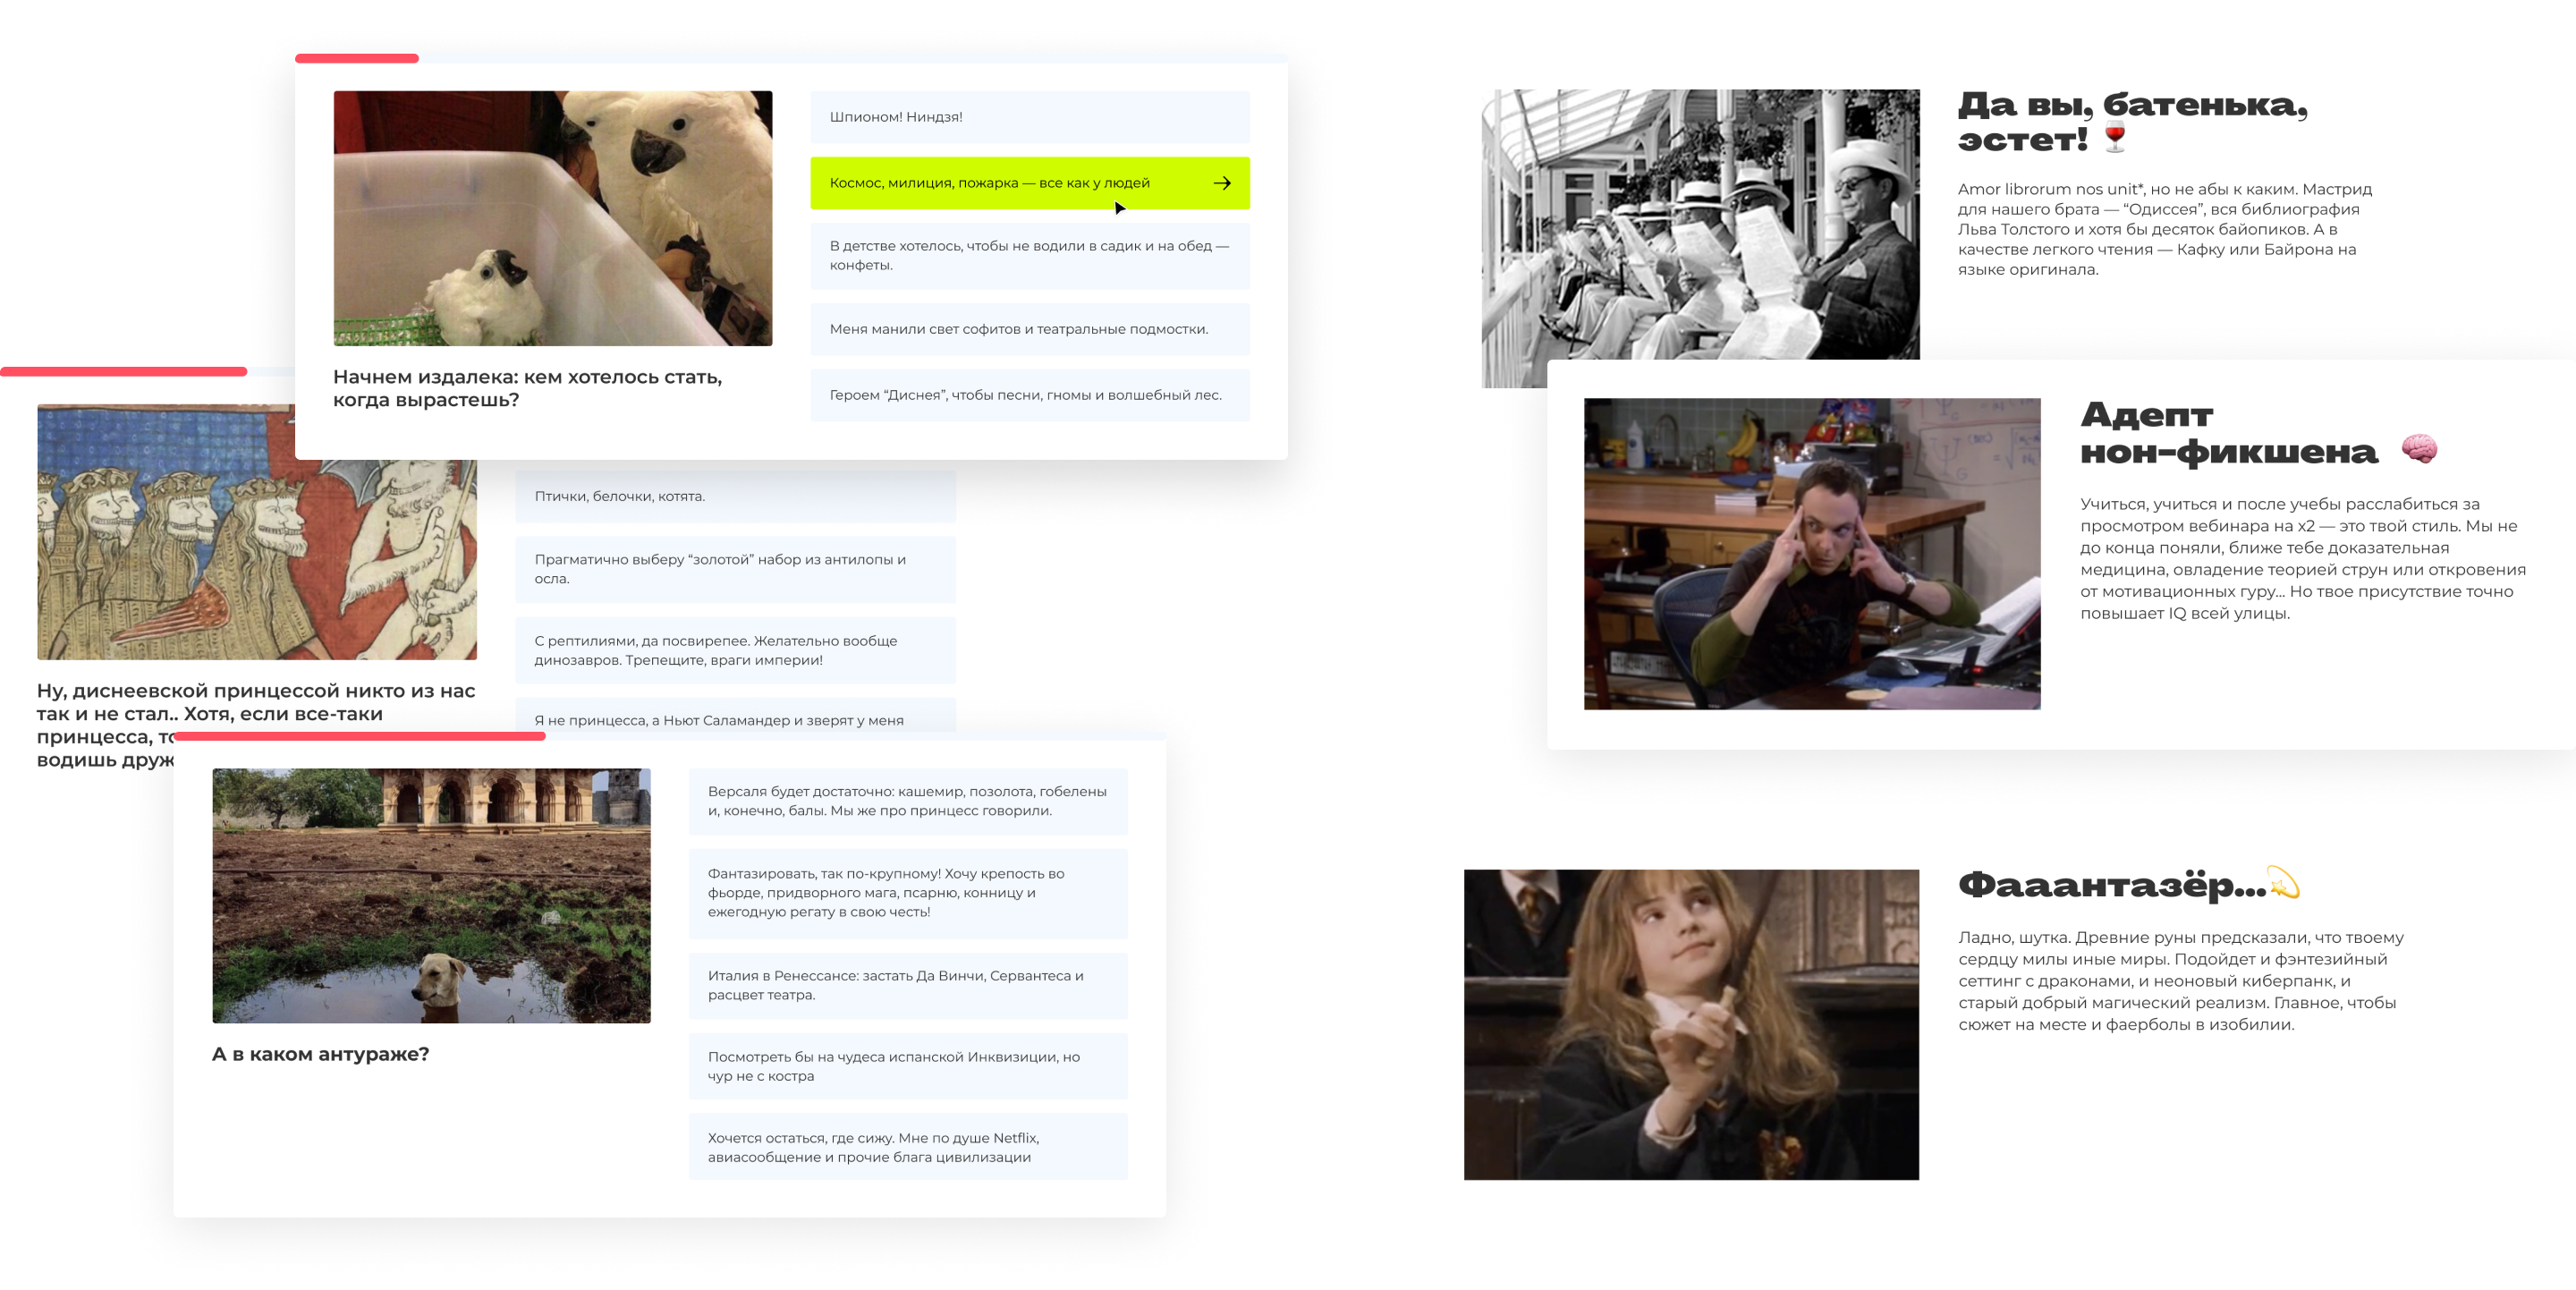 Шпионом! Ниндзя!
Космос, милиция, пожарка — все как у людей
В детстве хотелось, чтобы не водили в садик и на обед —
конфеты.
Меня манили свет софитов и театральные подмостки.
Героем “Диснея”, чтобы песни, гномы и волшебный лес.
Начнем издалека: кем хотелось стать,
когда вырастешь?
Птички, белочки, котята.
Прагматично выберу “золотой” набор из антилопы и
осла.
С рептилиями, да посвирепее. Желательно вообще
динозавров. Трепещите, враги империи!
Я не принцесса, а Ньют Саламандер и зверят у меня
Ну, диснеевской принцессой никто из нас
так и не стал.. Хотя, если все-таки
принцесса,
водишь
Версаля будет достаточно: кашемир, позолота, гобелены
и, конечно, балы. Мы же про принцесс говорили.
Фантазировать, так по-крупному! Хочу крепость во
фьорде, придворного мага, псарню, конницу и
ежегодную регату в свою честь!
Италия в Ренессансе: застать Да Винчи, Сервантеса и
расцвет театра.
Посмотреть бы на чудеса испанской Инквизиции, но
чур не с костра
Хочется остаться, где сижу. Мне по душе Netflix,
авиасообщение и прочие блага цивилизации
А в каком антураже?
Да вы, батенька,
эстет! 🍷
Amor librorum nos unit*, но не абы к каким. Мастрид
для нашего брата — “Одиссея”, вся библиография
Льва Толстого и хотя бы десяток байопиков. А в
качестве легкого чтения — Кафку или Байрона на
языке оригинала.
Адепт
нон-фикшена 🧠
Учиться, учиться и после учебы расслабиться за
просмотром вебинара на х2 — это твой стиль. Мы не
до конца поняли, ближе тебе доказательная
медицина, овладение теорией струн или откровения
от мотивационных гуру... Но твое присутствие точно
повышает IQ всей улицы.
Фааантазёр...💫
Ладно, шутка. Древние руны предсказали, что твоему
сердцу милы иные миры. Подойдет и фэнтезийный
сеттинг с драконами, и неоновый киберпанк, и
старый добрый магический реализм. Главное, чтобы
сюжет на месте и фаерболы в изобилии.